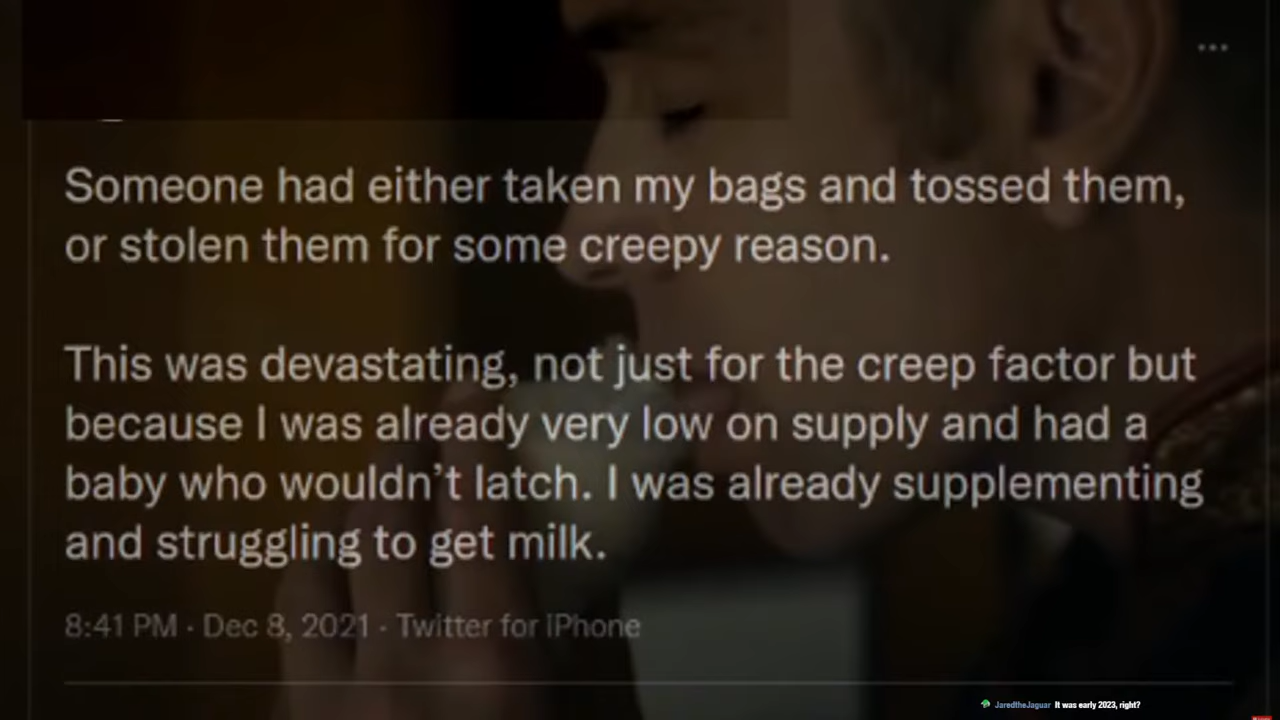 Someone had either taken my bags and tossed them,
or stolen them for some creepy reason.
This was devastating, not just for the creep factor but
because I was already very low on supply and had a
baby who wouldn’t latch. I was already supplementing
and struggling to get milk.
8:41 PM · Dec 8, 2021 · Twitter for iPhone
JaredtheJaguar It was early 2023, right?